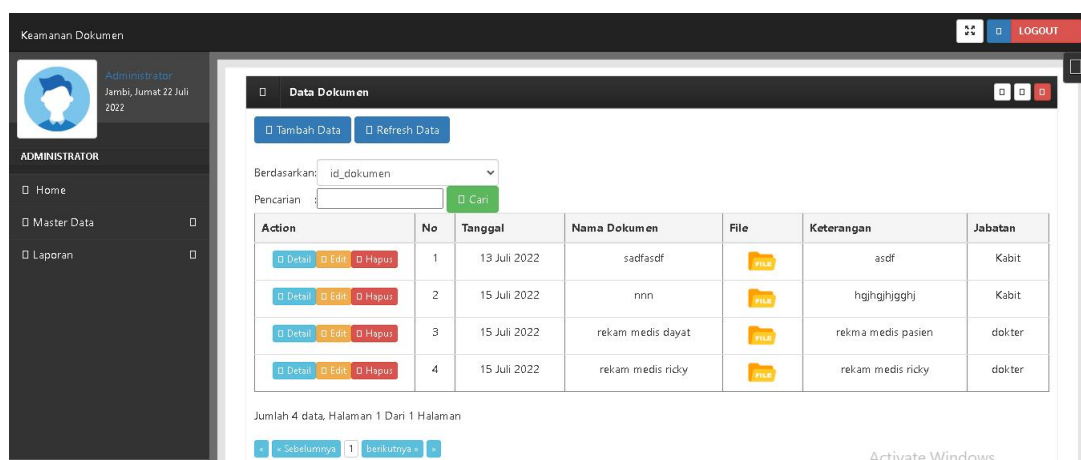 Keamanan Dokumen
LOGOUT
Administrator
Jambi, Jumat 22 Juli
2022
ADMINISTRATOR
Home
Master Data
Laporan
Data Dokumen
Tambah Data Refresh Data
Berdasarkan: id_dokumen
Pencarian : Cari
Action No Tanggal Nama Dokumen File Keterangan Jabatan
Detail Edit Hapus 1 13 Juli 2022 sadfasdf FILE asdf Kabit
Detail Edit Hapus 2 15 Juli 2022 nnn FILE hgjhgjhjgghj Kabit
Detail Edit Hapus 3 15 Juli 2022 rekam medis dayat FILE rekma medis pasien dokter
Detail Edit Hapus 4 15 Juli 2022 rekam medis ricky FILE rekam medis ricky dokter
Jumlah 4 data, Halaman 1 Dari 1 Halaman
« « Sebelumnya 1 berikutnya » »
Activate Windows